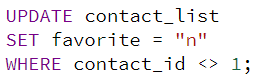 UPDATE contact_list
SET favorite = "n"
WHERE contact_id <> 1;